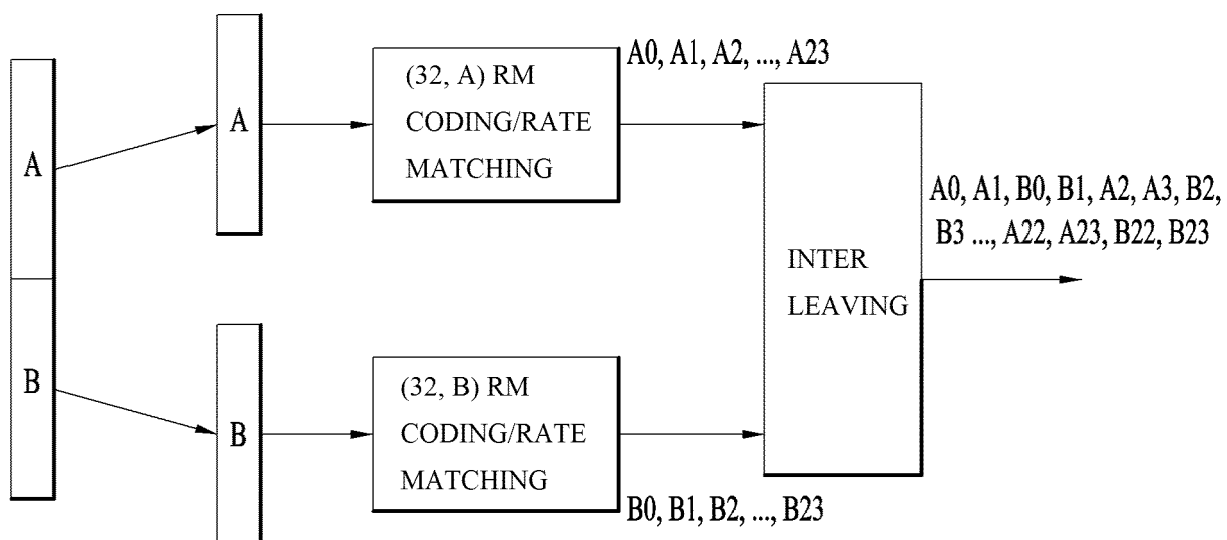 A
B
A
B
(32, A) RM
CODING/RATE
MATCHING
A0, A1, A2, ..., A23
(32, B) RM
CODING/RATE
MATCHING
B0, B1, B2, ..., B23
INTER
LEAVING
A0, A1, B0, B1, A2, A3, B2,
B3 ..., A22, A23, B22, B23